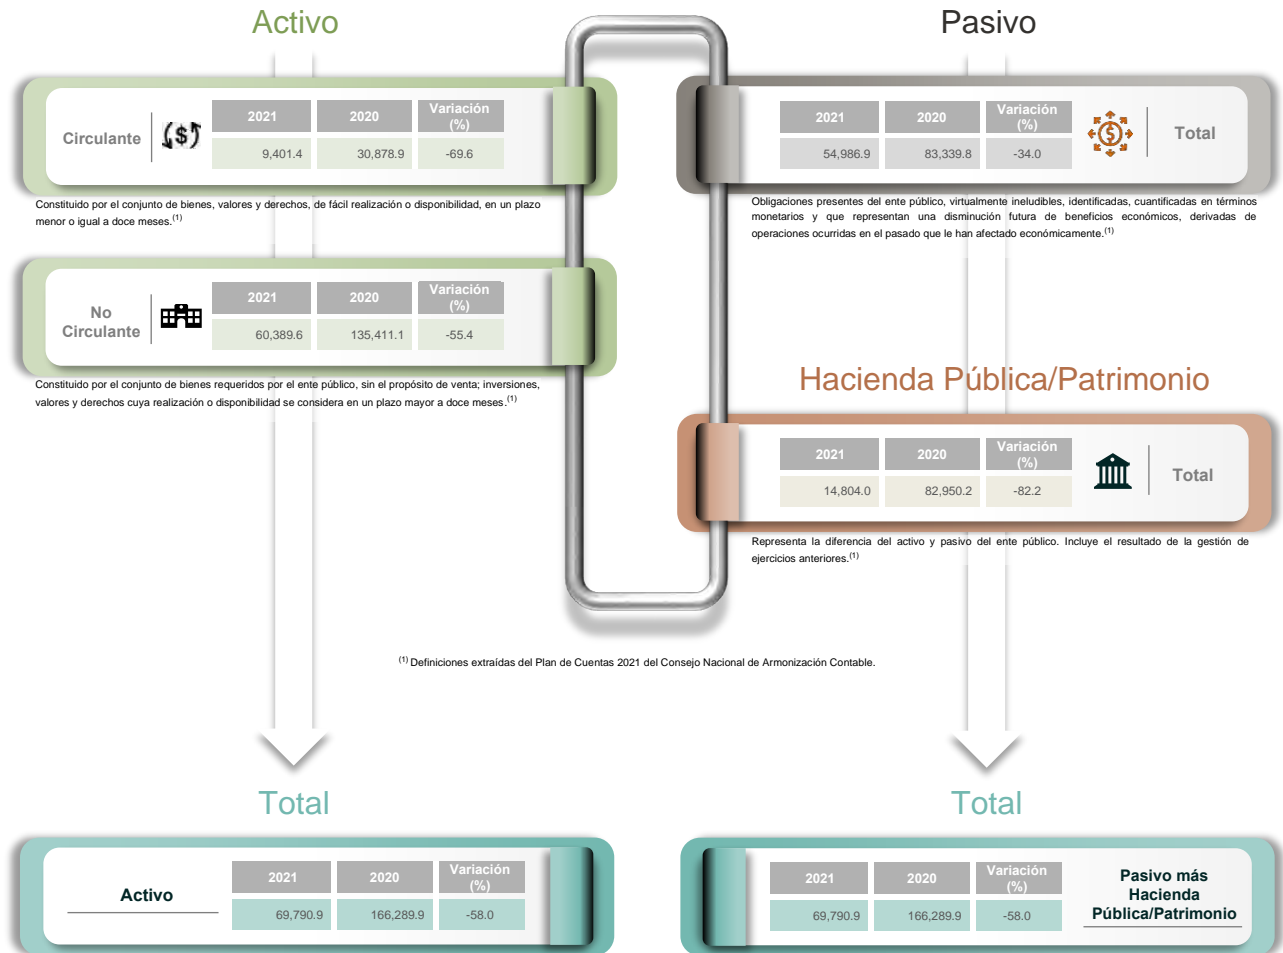 Activo
Circulante
2021 2020 Variación (%)
9,401.4 30,878.9 -69.6
Constituido por el conjunto de bienes, valores y derechos, de fácil realización o disponibilidad, en un plazo
menor o igual a doce meses.(1)
No
Circulante
2021 2020 Variación (%)
60,389.6 135,411.1 -55.4
Constituido por el conjunto de bienes requeridos por el ente público, sin el propósito de venta; inversiones,
valores y derechos cuya realización o disponibilidad se considera en un plazo mayor a doce meses.(1)
Pasivo
2021 2020 Variación (%)
54,986.9 83,339.8 -34.0
Total
Obligaciones presentes del ente público, virtualmente ineludibles, identificadas, cuantificadas en términos
monetarios y que representan una disminución futura de beneficios económicos, derivadas de
operaciones ocurridas en el pasado que le han afectado económicamente.(1)
Hacienda Pública/Patrimonio
2021 2020 Variación (%)
14,804.0 82,950.2 -82.2
Total
Representa la diferencia del activo y pasivo del ente público. Incluye el resultado de la gestión de
ejercicios anteriores.(1)
(1) Definiciones extraídas del Plan de Cuentas 2021 del Consejo Nacional de Armonización Contable.
Total
Activo
2021 2020 Variación (%)
69,790.9 166,289.9 -58.0
Total
2021 2020 Variación (%)
69,790.9 166,289.9 -58.0
Pasivo más
Hacienda
Pública/Patrimonio